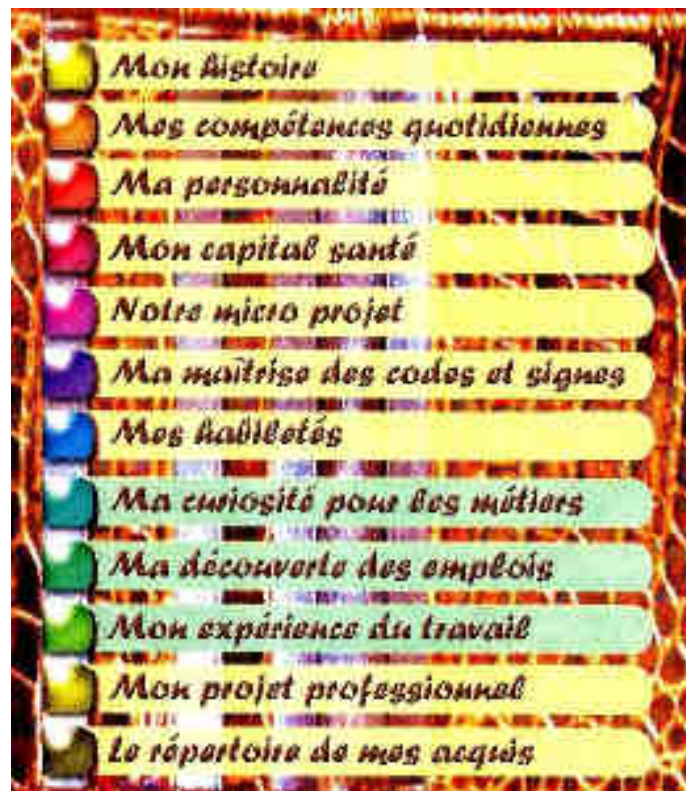 Mon histoire
Mes compétences quotidiennes
Ma personnalité
Mon capital santé
Notre micro projet
Ma maîtrise des codes et signes
Mes habiletés
Ma curiosité pour les métiers
Ma découverte des emplois
Mon expérience du travail
Mon projet professionnel
Le répertoire de mes acquis